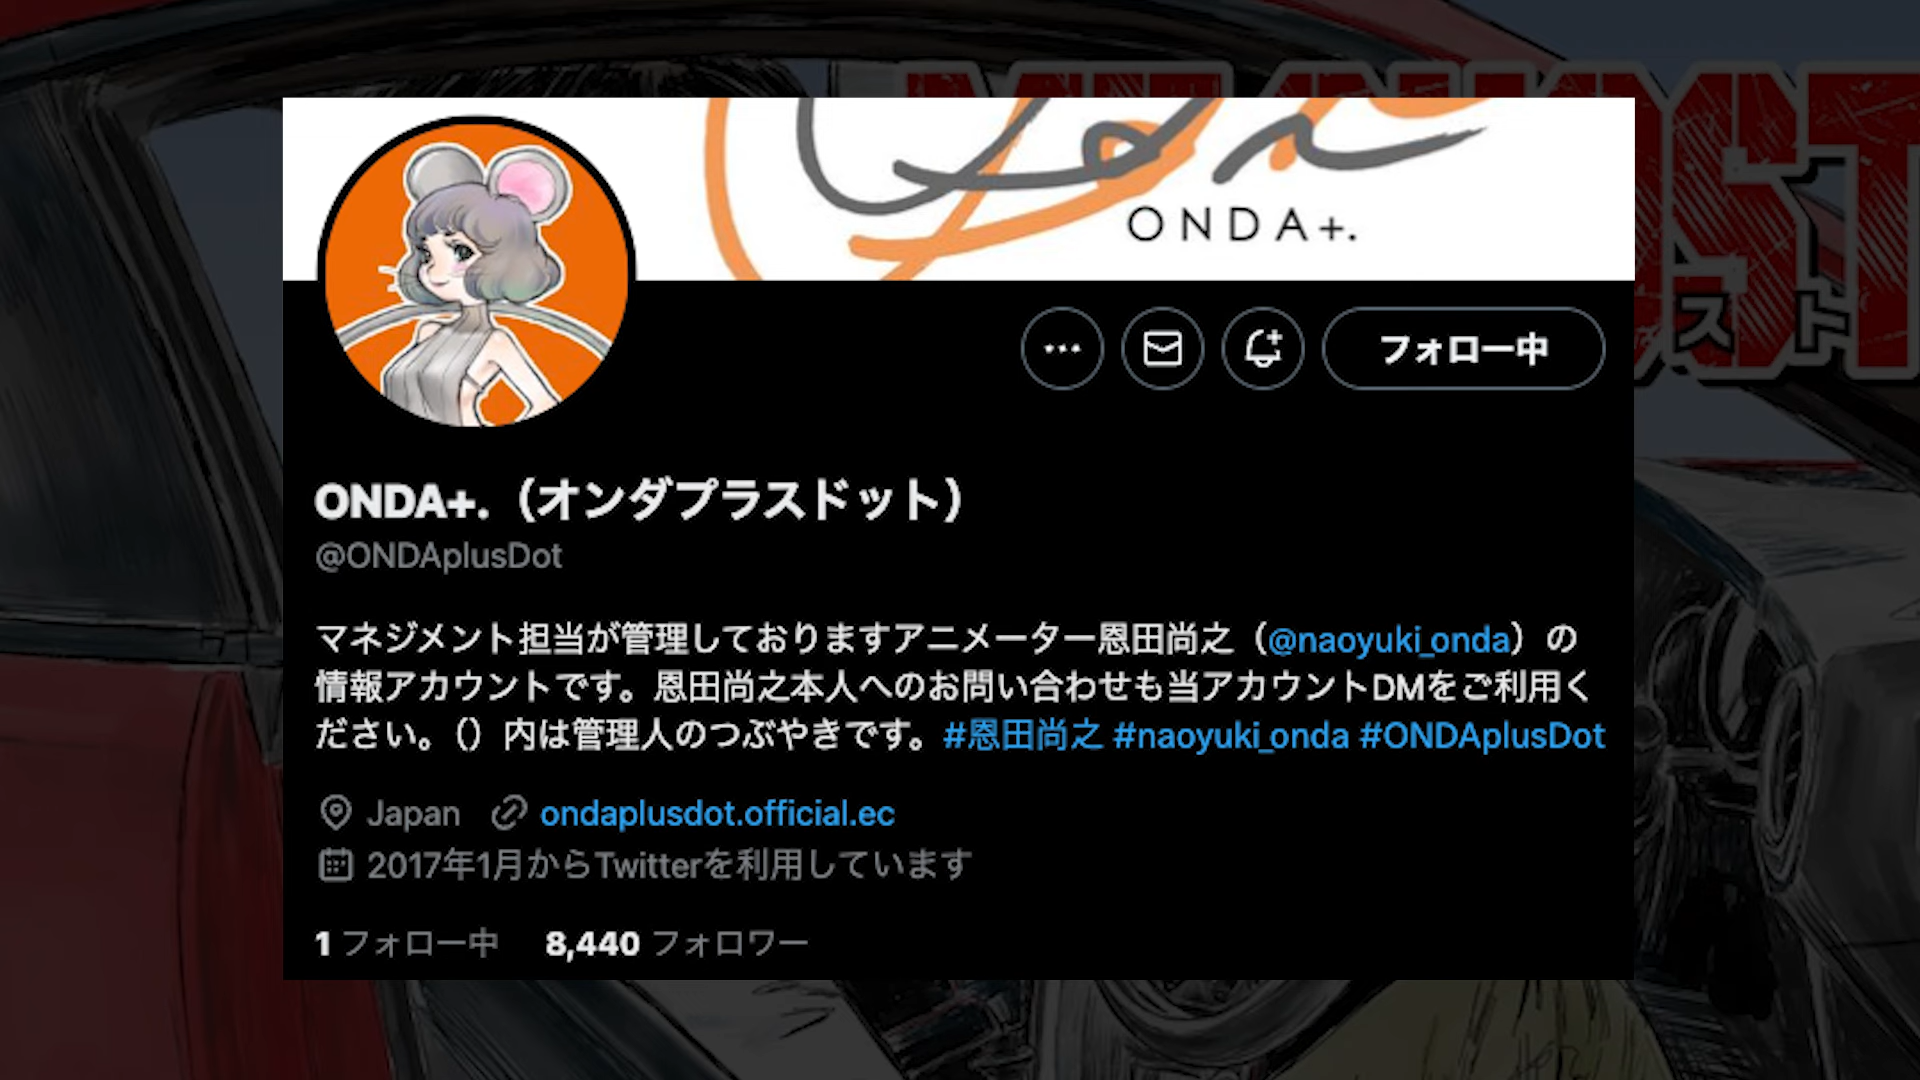 ONDA+.
フォロー中
ONDA+.（オンダプラスドット）
@ONDAplusDot
マネジメント担当が管理しておりますアニメーター恩田尚之（@naoyuki_onda）の
情報アカウントです。恩田尚之本人へのお問い合わせも当アカウントDMをご利用く
ださい。（）内は管理人のつぶやきです。#恩田尚之 #naoyuki_onda #ONDAplusDot
Japan ondaplusdot.official.ec
2017年1月からTwitterを利用しています
1 フォロー中 8,440 フォロワー
ST
スト